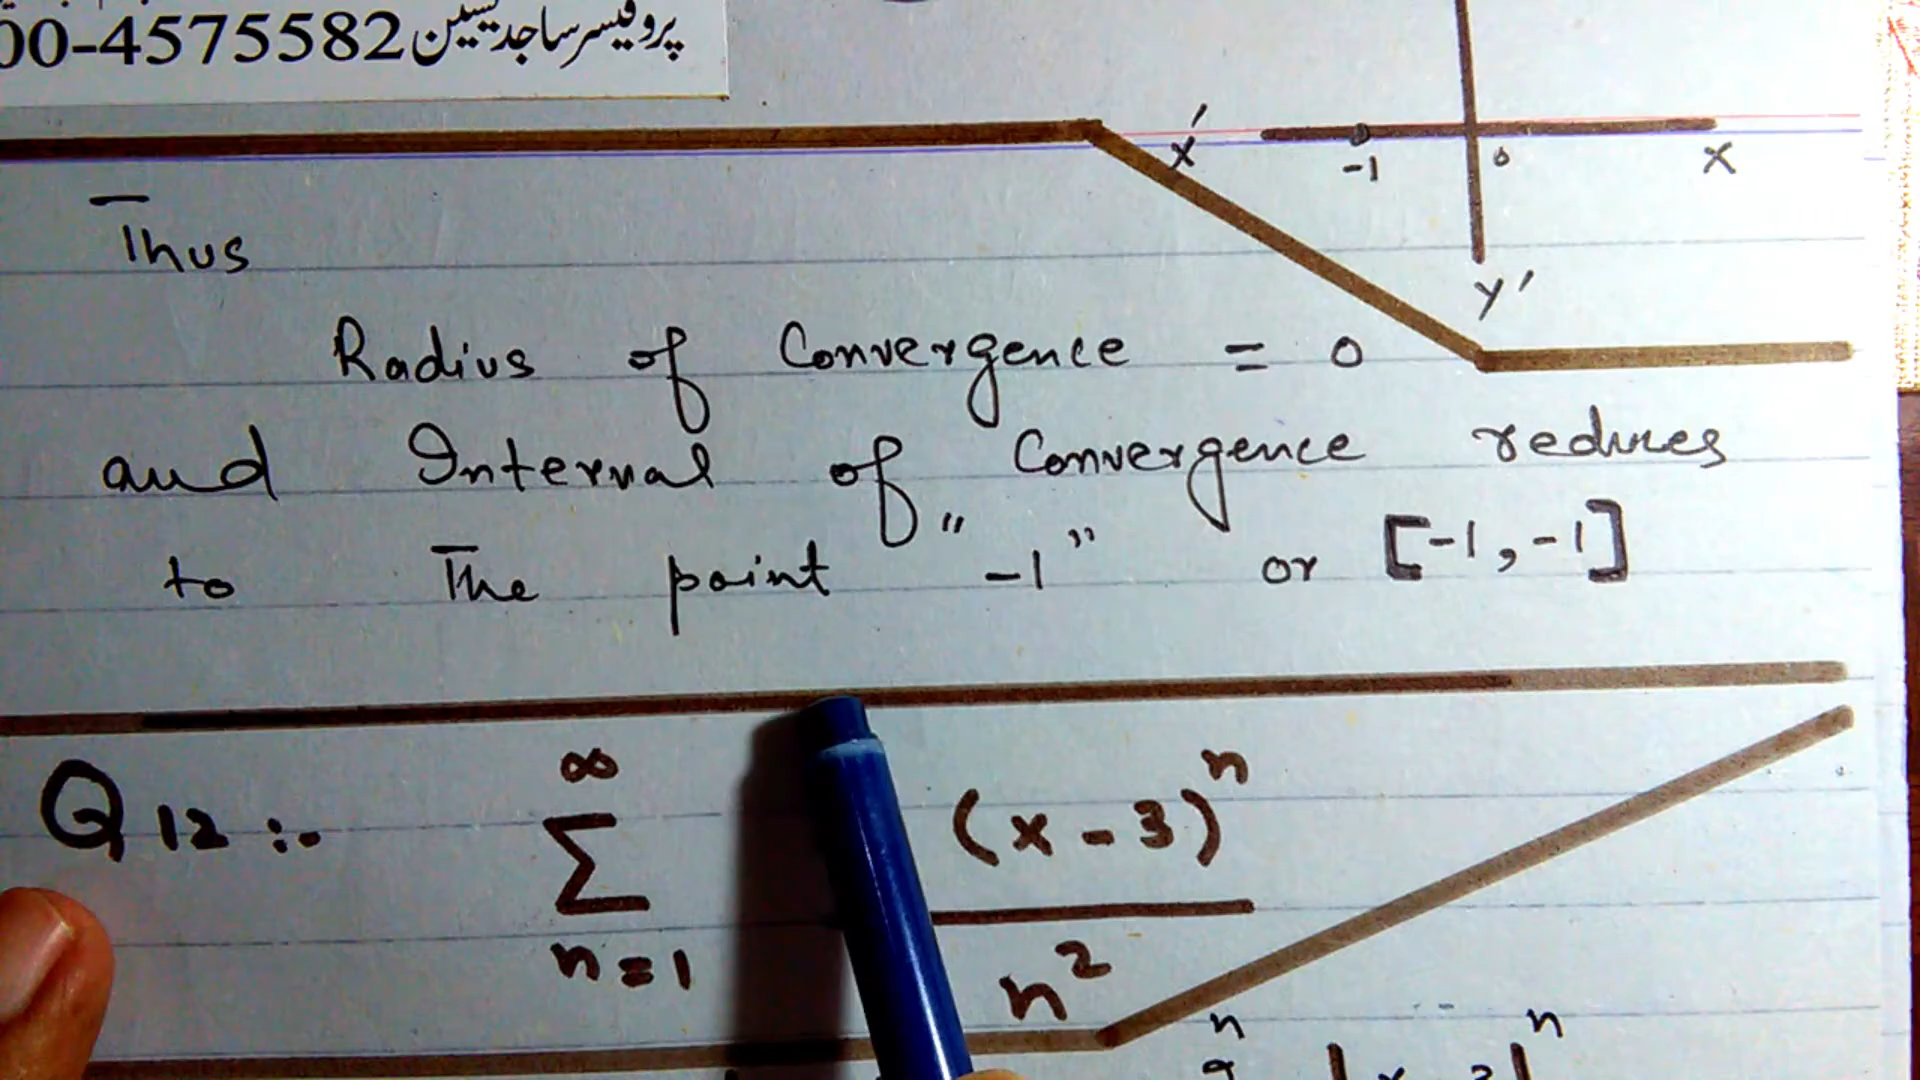 00-4575582 پروفیسر ساجد یسین
X' -1 0 X
Y'
Thus
Radius of Convergence = 0
and Interval of Convergence reduces
to The point "-1" or [-1, -1]
Q 12 :- ∞ ∑ n=1 (x - 3)^n / n^2